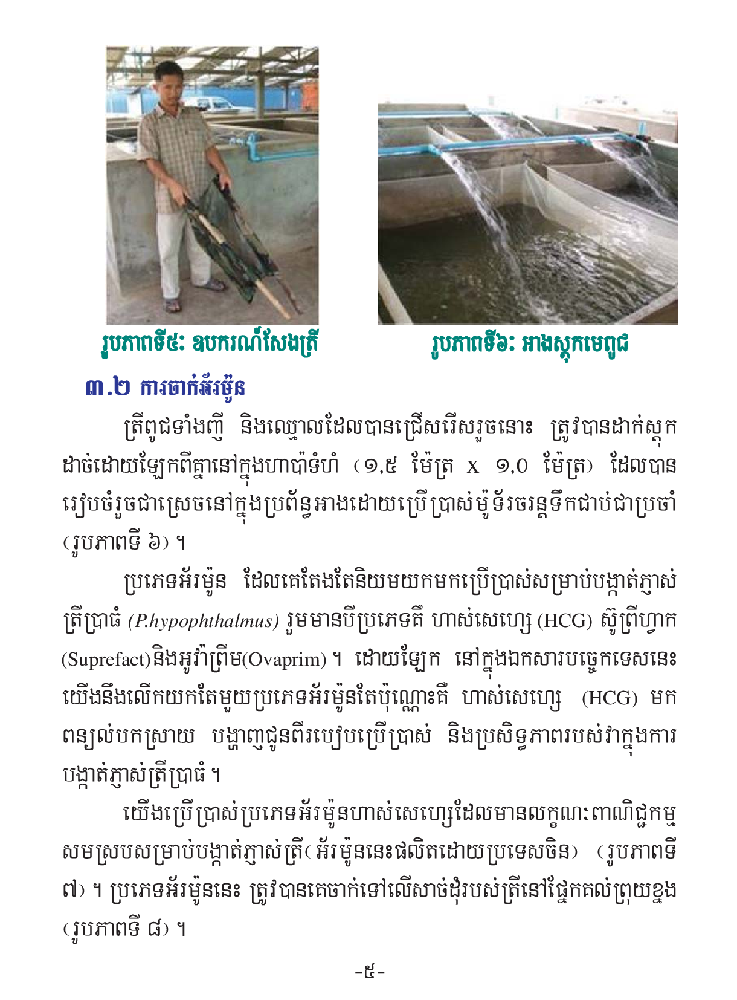 រូបភាពទី៥: ឧបករណ៍សែងត្រី
រូបភាពទី៦: អាងស្តុកមេពូជ
៣.២ ការចាក់អ័រម៉ូន
ត្រីពូជទាំងញី និងឈ្មោលដែលបានជ្រើសរើសរួចនោះ ត្រូវបានដាក់ស្តុក
ដាច់ដោយឡែកពីគ្នានៅក្នុងហាប៉ាទំហំ (១,៥ ម៉ែត្រ x ១,០ ម៉ែត្រ) ដែលបាន
រៀបចំរួចជាស្រេចនៅក្នុងប្រព័ន្ធអាងដោយប្រើប្រាស់ម៉ូទ័រចរន្តទឹកជាប់ជាប្រចាំ
(រូបភាពទី ៦) ។
ប្រភេទអ័រម៉ូន ដែលគេតែងតែនិយមយកមកប្រើប្រាស់សម្រាប់បង្កាត់ភ្ញាស់
ត្រីប្រាធំ (P.hypophthalmus) រួមមានបីប្រភេទគឺ ហាស់សេហ្សេ (HCG) ស៊ូព្រីហ្វាក
(Suprefact)និងអូវ៉ាព្រីម(Ovaprim) ។ ដោយឡែក នៅក្នុងឯកសារបច្ចេកទេសនេះ
យើងនឹងលើកយកតែមួយប្រភេទអ័រម៉ូនតែប៉ុណ្ណោះគឺ ហាស់សេហ្សេ (HCG) មក
ពន្យល់បកស្រាយ បង្ហាញជូនពីរបៀបប្រើប្រាស់ និងប្រសិទ្ធភាពរបស់វាក្នុងការ
បង្កាត់ភ្ញាស់ត្រីប្រាធំ ។
យើងប្រើប្រាស់ប្រភេទអ័រម៉ូនហាស់សេហ្សេដែលមានលក្ខណៈពាណិជ្ជកម្ម
សមស្របសម្រាប់បង្កាត់ភ្ញាស់ត្រី( អ័រម៉ូននេះផលិតដោយប្រទេសចិន) (រូបភាពទី
៧) ។ ប្រភេទអ័រម៉ូននេះ ត្រូវបានគេចាក់ទៅលើសាច់ដុំរបស់ត្រីនៅផ្នែកគល់ព្រុយខ្នង
(រូបភាពទី ៨) ។
-៥-